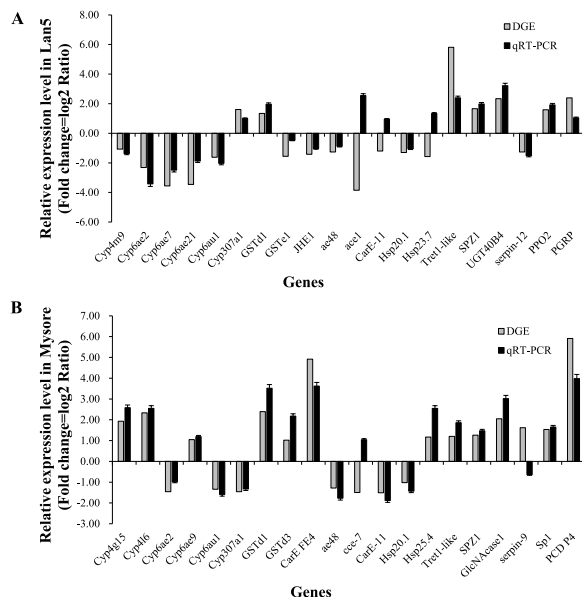 A
Relative expression level in Lan5
(Fold change=log2 Ratio)
8.00
6.00
4.00
2.00
0.00
-2.00
-4.00
-6.00
DGE
qRT-PCR
Cyp4m9
Cyp6ae2
Cyp6ae7
Cyp6ae21
Cyp6au1
Cyp307a1
GSTd1
GSTe1
JHE1
ae48
ace1
CarE-11
Hsp20.1
Hsp23.7
Tret1-like
SPZ1
UGT40B4
serpin-12
PPO2
PGRP
Genes
B
Relative expression level in Mysore
(Fold change=log2 Ratio)
7.00
6.00
5.00
4.00
3.00
2.00
1.00
0.00
-1.00
-2.00
-3.00
DGE
qRT-PCR
Cyp4g15
Cyp4l6
Cyp6ae2
Cyp6ae9
Cyp6au1
Cyp307a1
GSTd1
GSTd3
CarE FE4
ae48
cce-7
CarE-11
Hsp20.1
Hsp25.4
Tret1-like
SPZ1
GlcNAcase1
serpin-9
Sp1
PCD P4
Genes